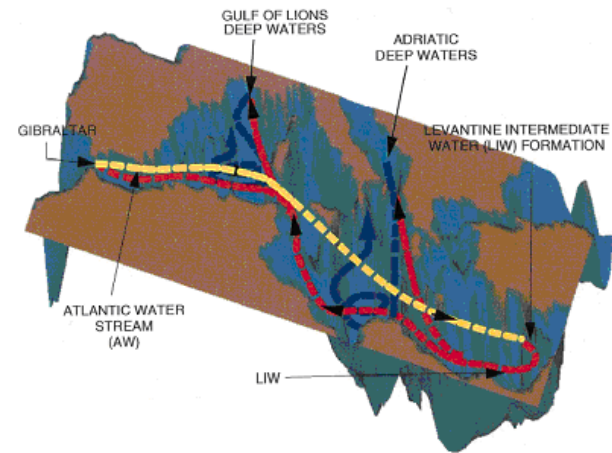 GULF OF LIONS
DEEP WATERS
ADRIATIC
DEEP WATERS
GIBRALTAR
LEVANTINE INTERMEDIATE
WATER (LIW) FORMATION
ATLANTIC WATER
STREAM
(AW)
LIW